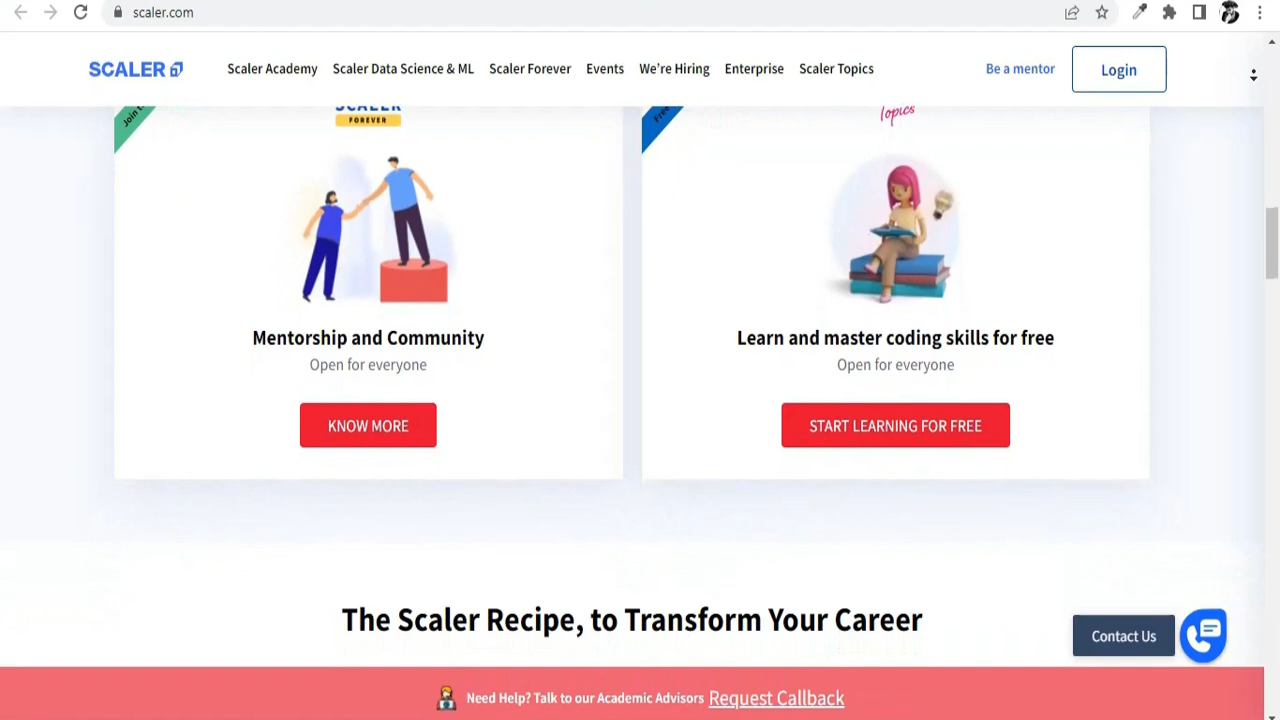 scaler.com
SCALER
Scaler Academy Scaler Data Science & ML Scaler Forever Events We're Hiring Enterprise Scaler Topics
Be a mentor Login
Join
SCALER
FOREVER
Free
Topics
Mentorship and Community
Open for everyone
KNOW MORE
Learn and master coding skills for free
Open for everyone
START LEARNING FOR FREE
The Scaler Recipe, to Transform Your Career
Contact Us
Need Help? Talk to our Academic Advisors Request Callback